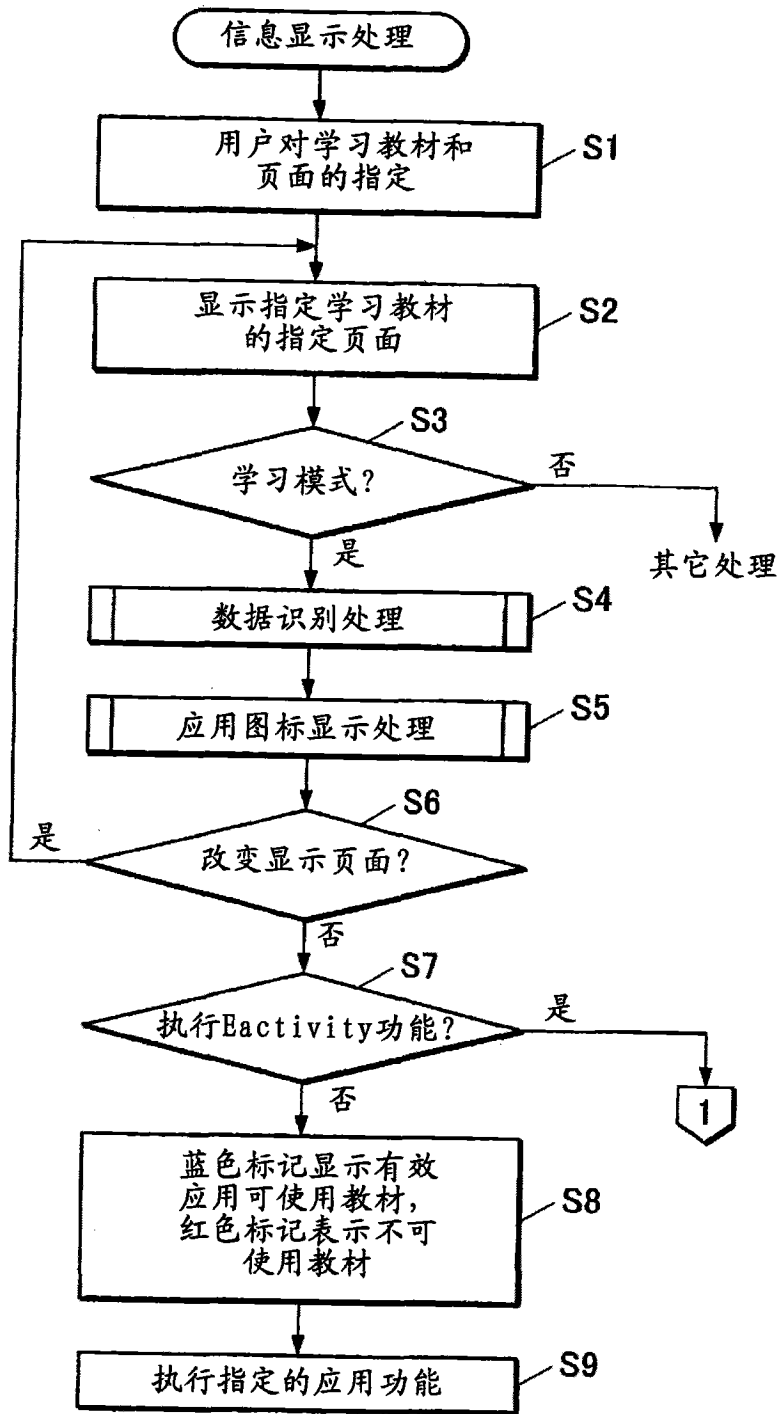 信息显示处理
用户对学习教材和
页面的指定
S1
显示指定学习教材
的指定页面
S2
S3
学习模式?
否
是
其它处理
数据识别处理
S4
应用图标显示处理
S5
S6
是
改变显示页面?
否
S7
执行Eactivity功能?
是
否
1
蓝色标记显示有效
应用可使用教材,
红色标记表示不可
使用教材
S8
执行指定的应用功能
S9